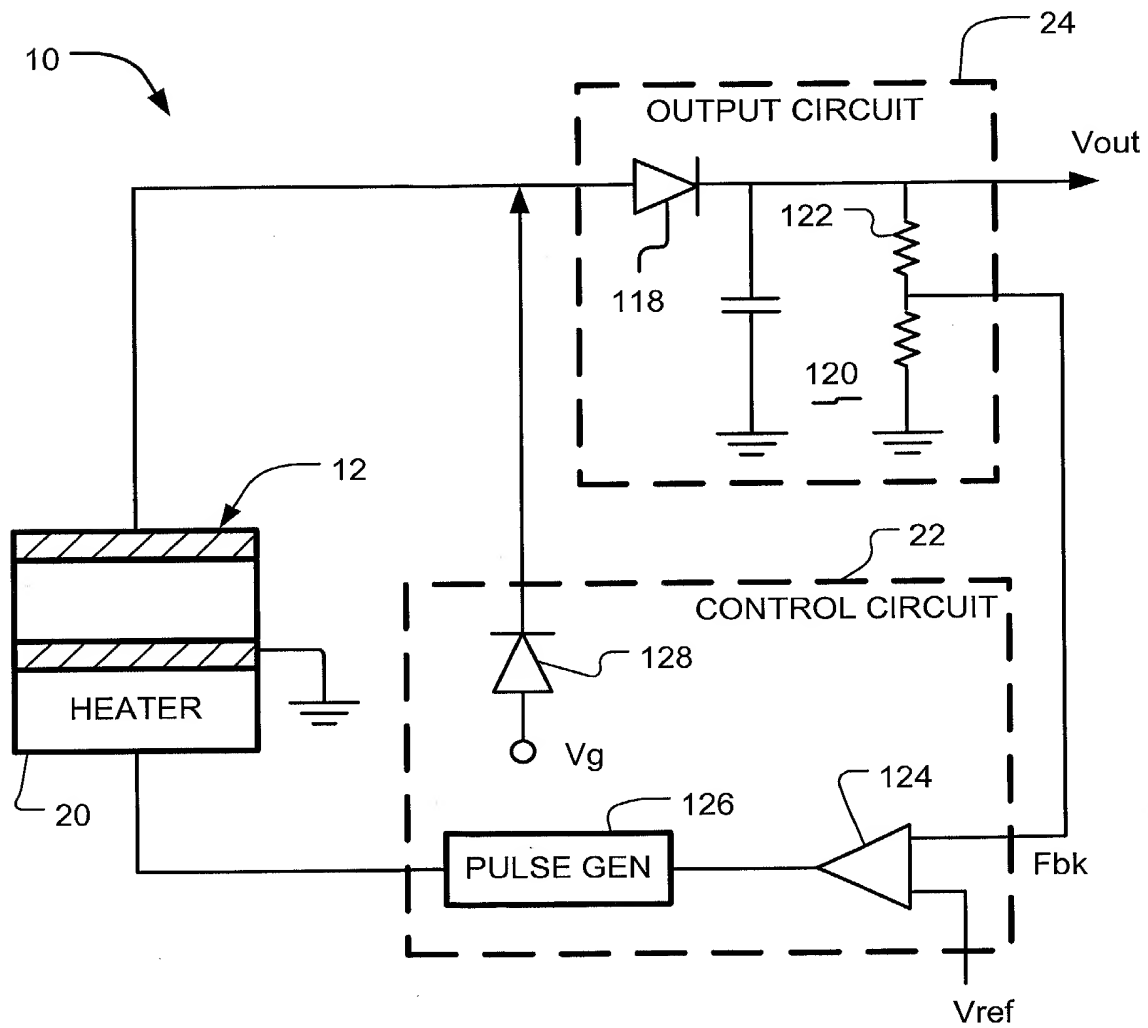 24
10
OUTPUT CIRCUIT
Vout
122
118
120
12
22
CONTROL CIRCUIT
128
HEATER
Vg
124
20
126
PULSE GEN
Fbk
Vref